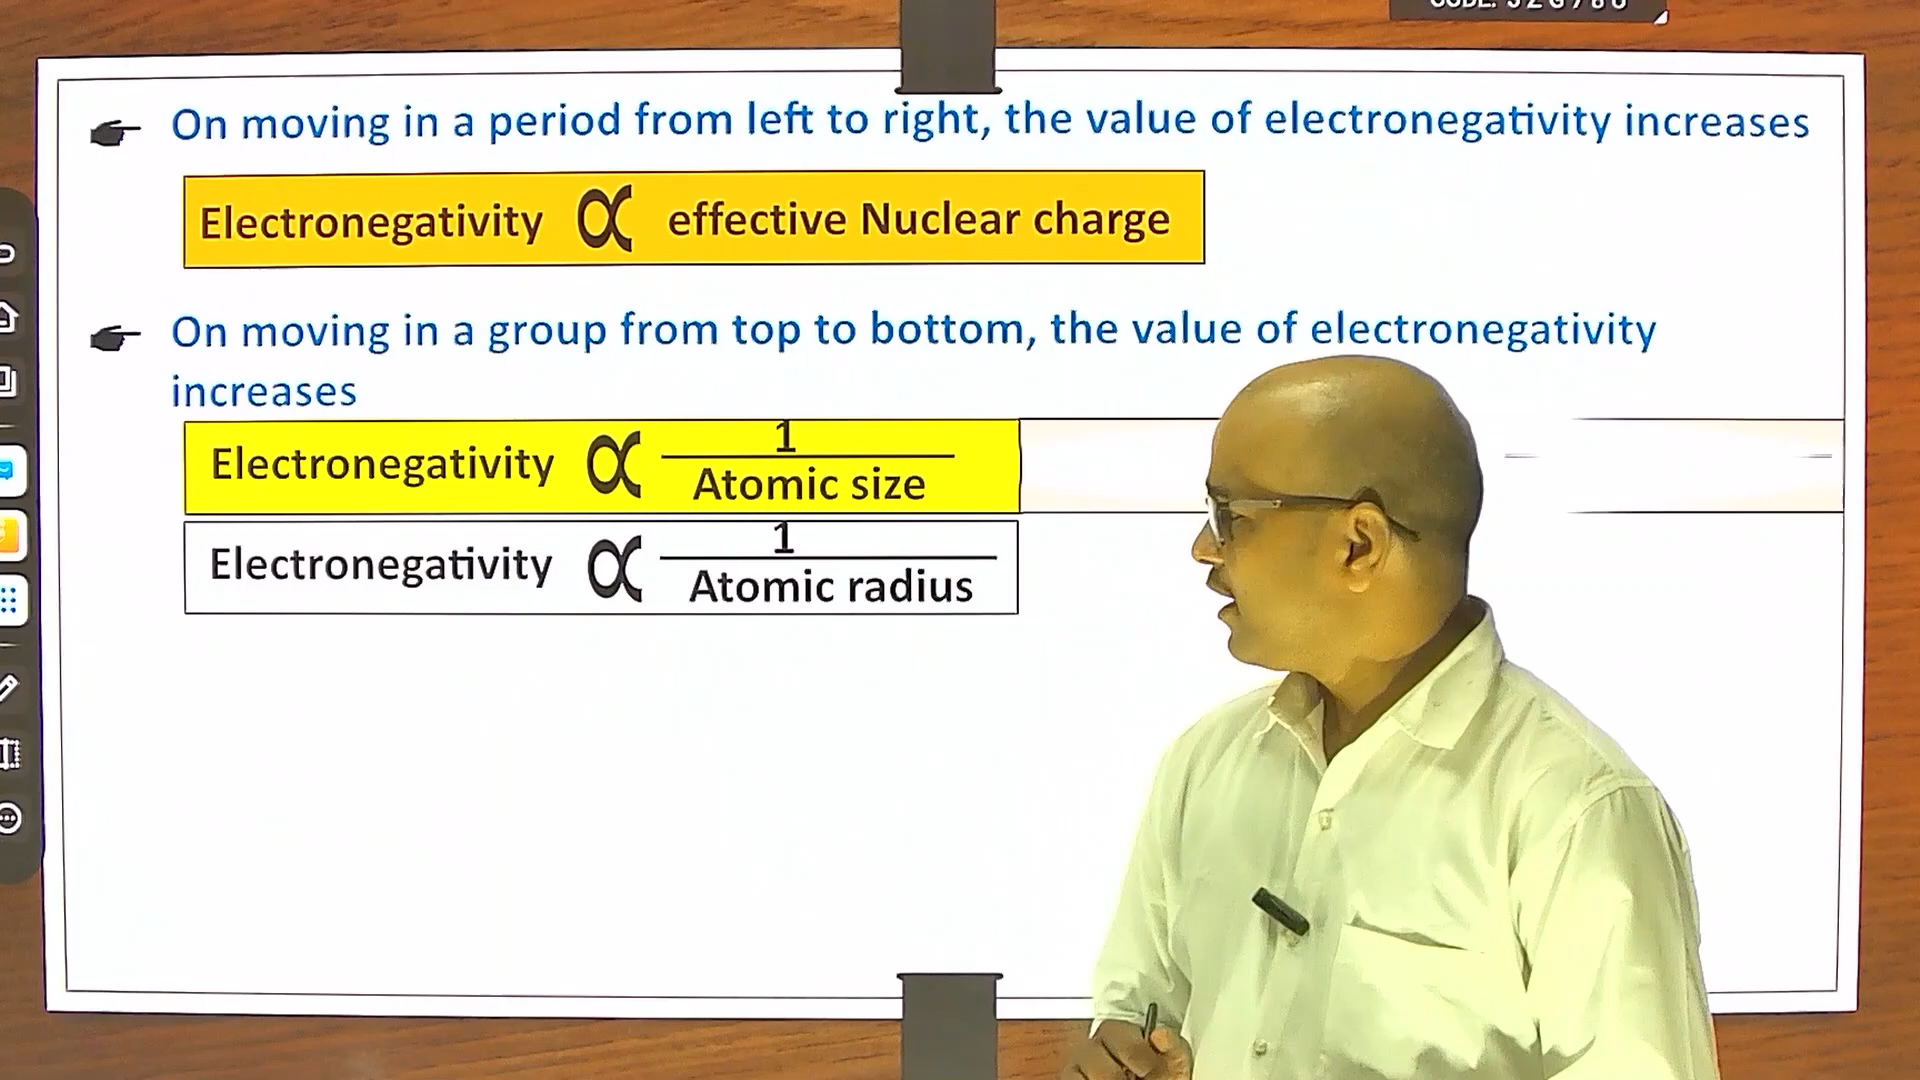 On moving in a period from left to right, the value of electronegativity increases
Electronegativity ∝ effective Nuclear charge
On moving in a group from top to bottom, the value of electronegativity
increases
1
Electronegativity ∝
Atomic size
1
Electronegativity ∝
Atomic radius